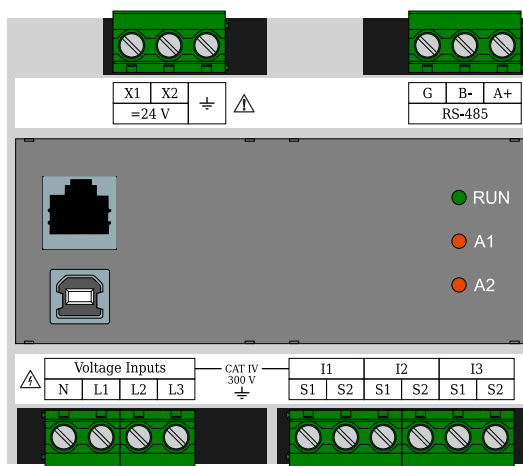 X1 X2
=24 V
G B- A+
RS-485
RUN
A1
A2
Voltage Inputs CAT IV I1 I2 I3
300 V
N L1 L2 L3 S1 S2 S1 S2 S1 S2